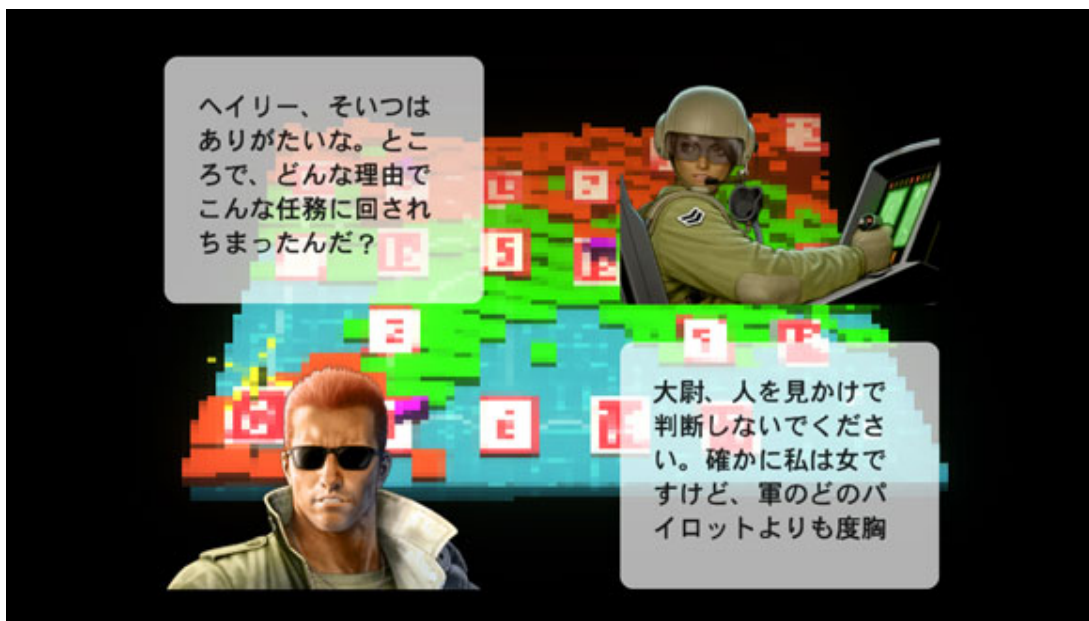 ヘイリー、そいつは
ありがたいな。とこ
ろで、どんな理由で
こんな任務に回され
ちまったんだ？
大尉、人を見かけで
判断しないでくださ
い。確かに私は女で
すけど、軍のどのパ
イロットよりも度胸